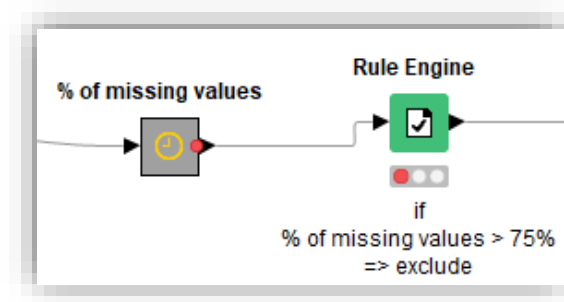 % of missing values
Rule Engine
if
% of missing values > 75%
=> exclude